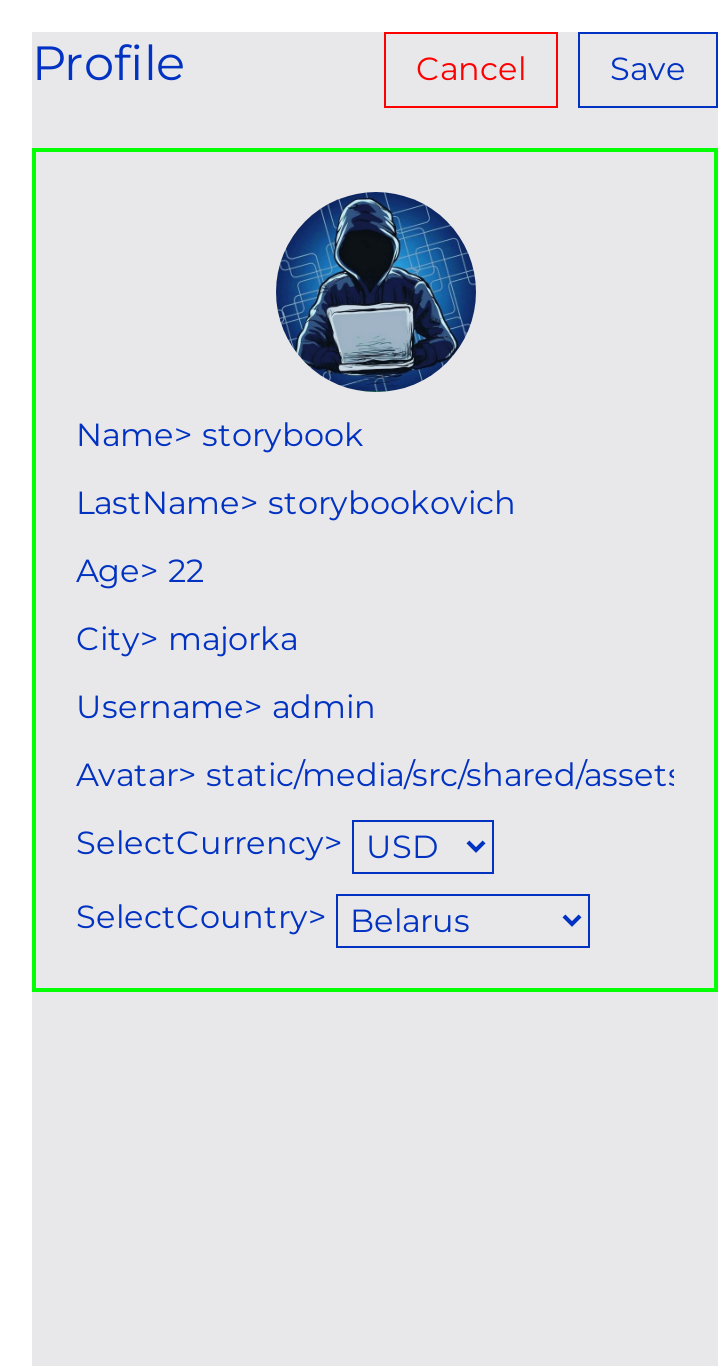 Profile
Cancel
Save
Name> storybook
LastName> storybookovich
Age> 22
City> majorka
Username> admin
Avatar> static/media/src/shared/assets
SelectCurrency> USD
SelectCountry> Belarus